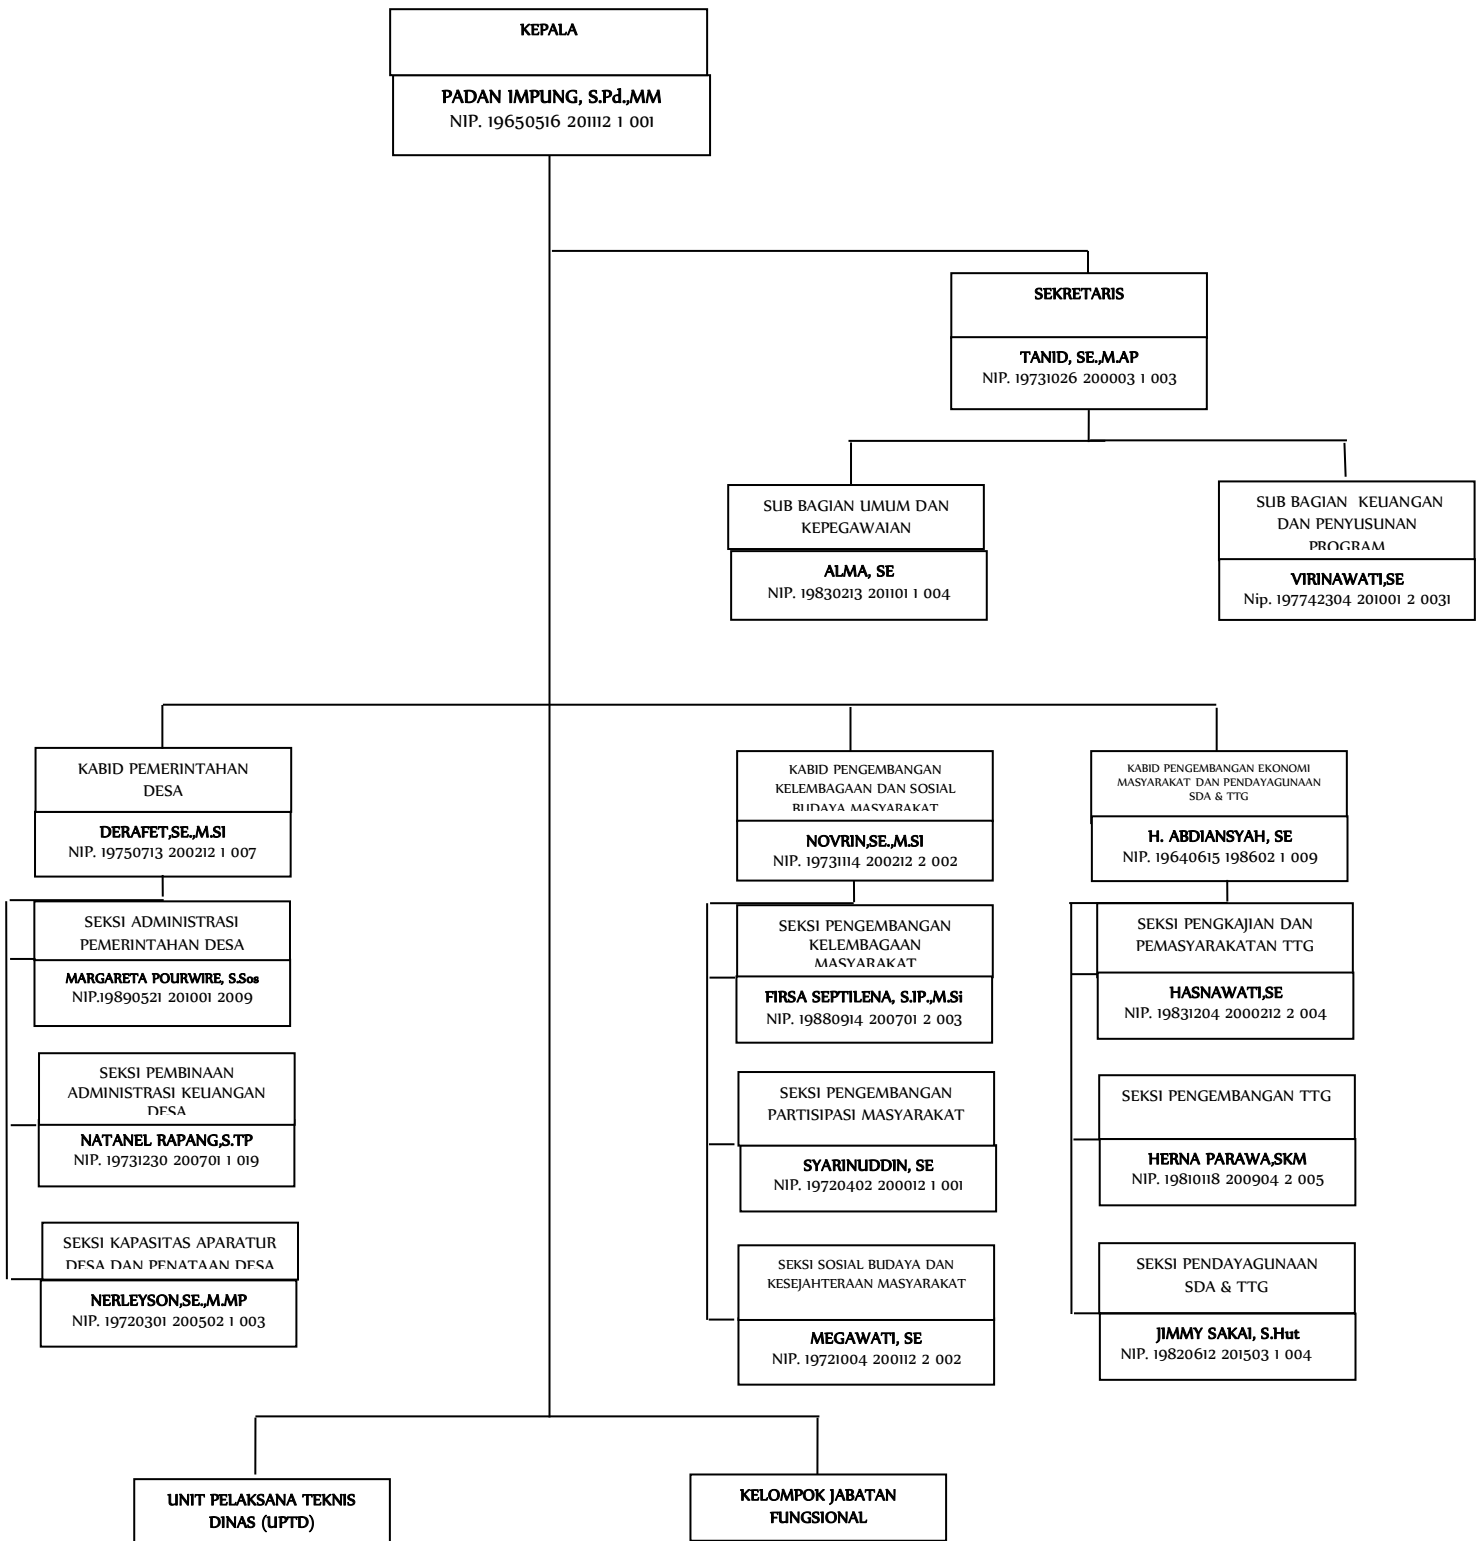 KEPALA
PADAN IMPUNG, S.Pd.,MM
NIP. 19650516 201112 1 001
SEKRETARIS
TANID, SE.,M.AP
NIP. 19731026 200003 1 003
SUB BAGIAN UMUM DAN
KEPEGAWAIAN
ALMA, SE
NIP. 19830213 201101 1 004
SUB BAGIAN KEUANGAN
DAN PENYUSUNAN
PROGRAM
VIRINAWATI,SE
Nip. 197742304 201001 2 0031
KABID PEMERINTAHAN
DESA
DERAFET,SE.,M.SI
NIP. 19750713 200212 1 007
SEKSI ADMINISTRASI
PEMERINTAHAN DESA
MARGARETA POURWIRE, S.Sos
NIP.19890521 201001 2009
SEKSI PEMBINAAN
ADMINISTRASI KEUANGAN
DESA
NATANEL RAPANG,S.TP
NIP. 19731230 200701 1 019
SEKSI KAPASITAS APARATUR
DESA DAN PENATAAN DESA
NERLEYSON,SE.,M.MP
NIP. 19720301 200502 1 003
KABID PENGEMBANGAN
KELEMBAGAAN DAN SOSIAL
BUDAYA MASYARAKAT
NOVRIN,SE.,M.SI
NIP. 19731114 200212 2 002
SEKSI PENGEMBANGAN
KELEMBAGAAN
MASYARAKAT
FIRSA SEPTILENA, S.IP.,M.Si
NIP. 19880914 200701 2 003
SEKSI PENGEMBANGAN
PARTISIPASI MASYARAKAT
SYARINUDDIN, SE
NIP. 19720402 200012 1 001
SEKSI SOSIAL BUDAYA DAN
KESEJAHTERAAN MASYARAKAT
MEGAWATI, SE
NIP. 19721004 200112 2 002
KABID PENGEMBANGAN EKONOMI
MASYARAKAT DAN PENDAYAGUNAAN
SDA & TTG
H. ABDIANSYAH, SE
NIP. 19640615 198602 1 009
SEKSI PENGKAJIAN DAN
PEMASYARAKATAN TTG
HASNAWATI,SE
NIP. 19831204 2000212 2 004
SEKSI PENGEMBANGAN TTG
HERNA PARAWA,SKM
NIP. 19810118 200904 2 005
SEKSI PENDAYAGUNAAN
SDA & TTG
JIMMY SAKAI, S.Hut
NIP. 19820612 201503 1 004
UNIT PELAKSANA TEKNIS
DINAS (UPTD)
KELOMPOK JABATAN
FUNGSIONAL